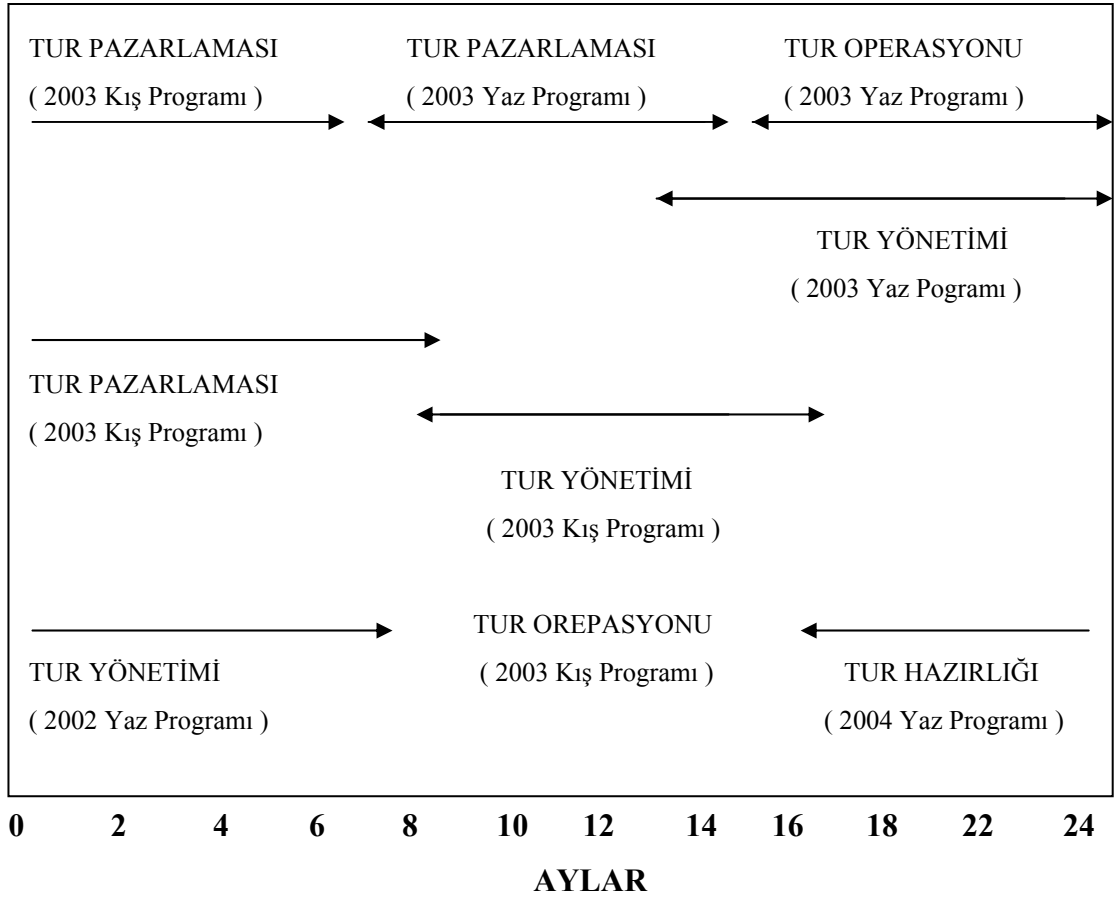 TUR PAZARLAMASI
( 2003 Kış Programı )
TUR PAZARLAMASI
( 2003 Yaz Programı )
TUR OPERASYONU
( 2003 Yaz Programı )
TUR YÖNETİMİ
( 2003 Yaz Pogramı )
TUR PAZARLAMASI
( 2003 Kış Programı )
TUR YÖNETİMİ
( 2003 Kış Programı )
TUR OREPASYONU
( 2003 Kış Programı )
TUR YÖNETİMİ
( 2002 Yaz Programı )
TUR HAZIRLIĞI
( 2004 Yaz Programı )
0 2 4 6 8 10 12 14 16 18 22 24
AYLAR